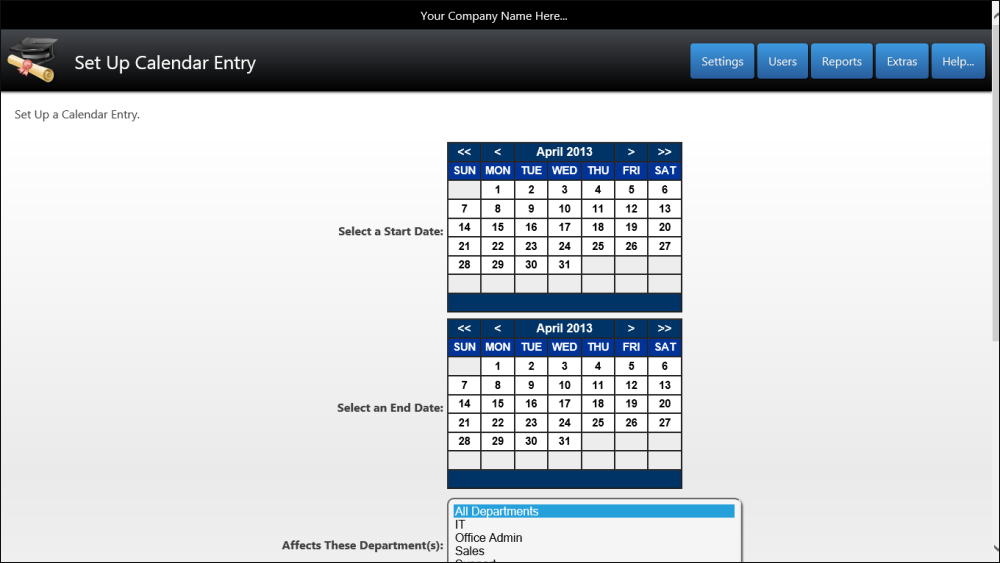 Your Company Name Here...
Set Up Calendar Entry
Settings Users Reports Extras Help...
Set Up a Calendar Entry.
Select a Start Date:
<< < April 2013 > >>
SUN MON TUE WED THU FRI SAT
1 2 3 4 5 6
7 8 9 10 11 12 13
14 15 16 17 18 19 20
21 22 23 24 25 26 27
28 29 30 31
Select an End Date:
<< < April 2013 > >>
SUN MON TUE WED THU FRI SAT
1 2 3 4 5 6
7 8 9 10 11 12 13
14 15 16 17 18 19 20
21 22 23 24 25 26 27
28 29 30 31
Affects These Department(s):
All Departments
IT
Office Admin
Sales